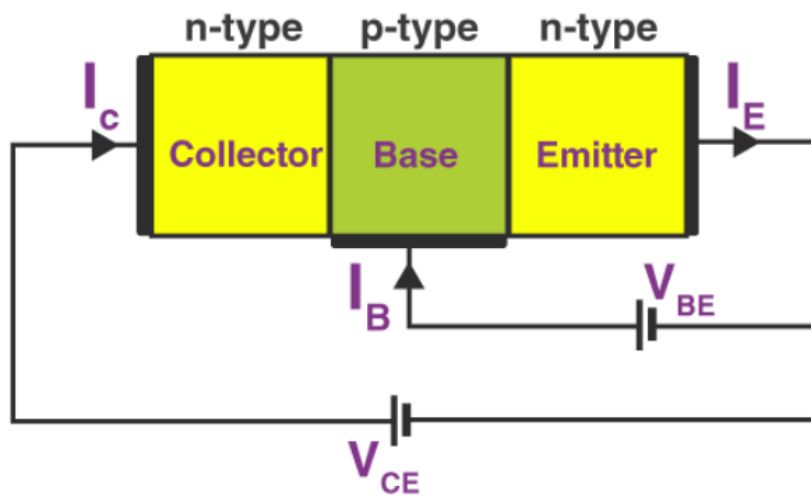 n-type p-type n-type
Ic
IE
Collector Base Emitter
IB
VBE
VCE